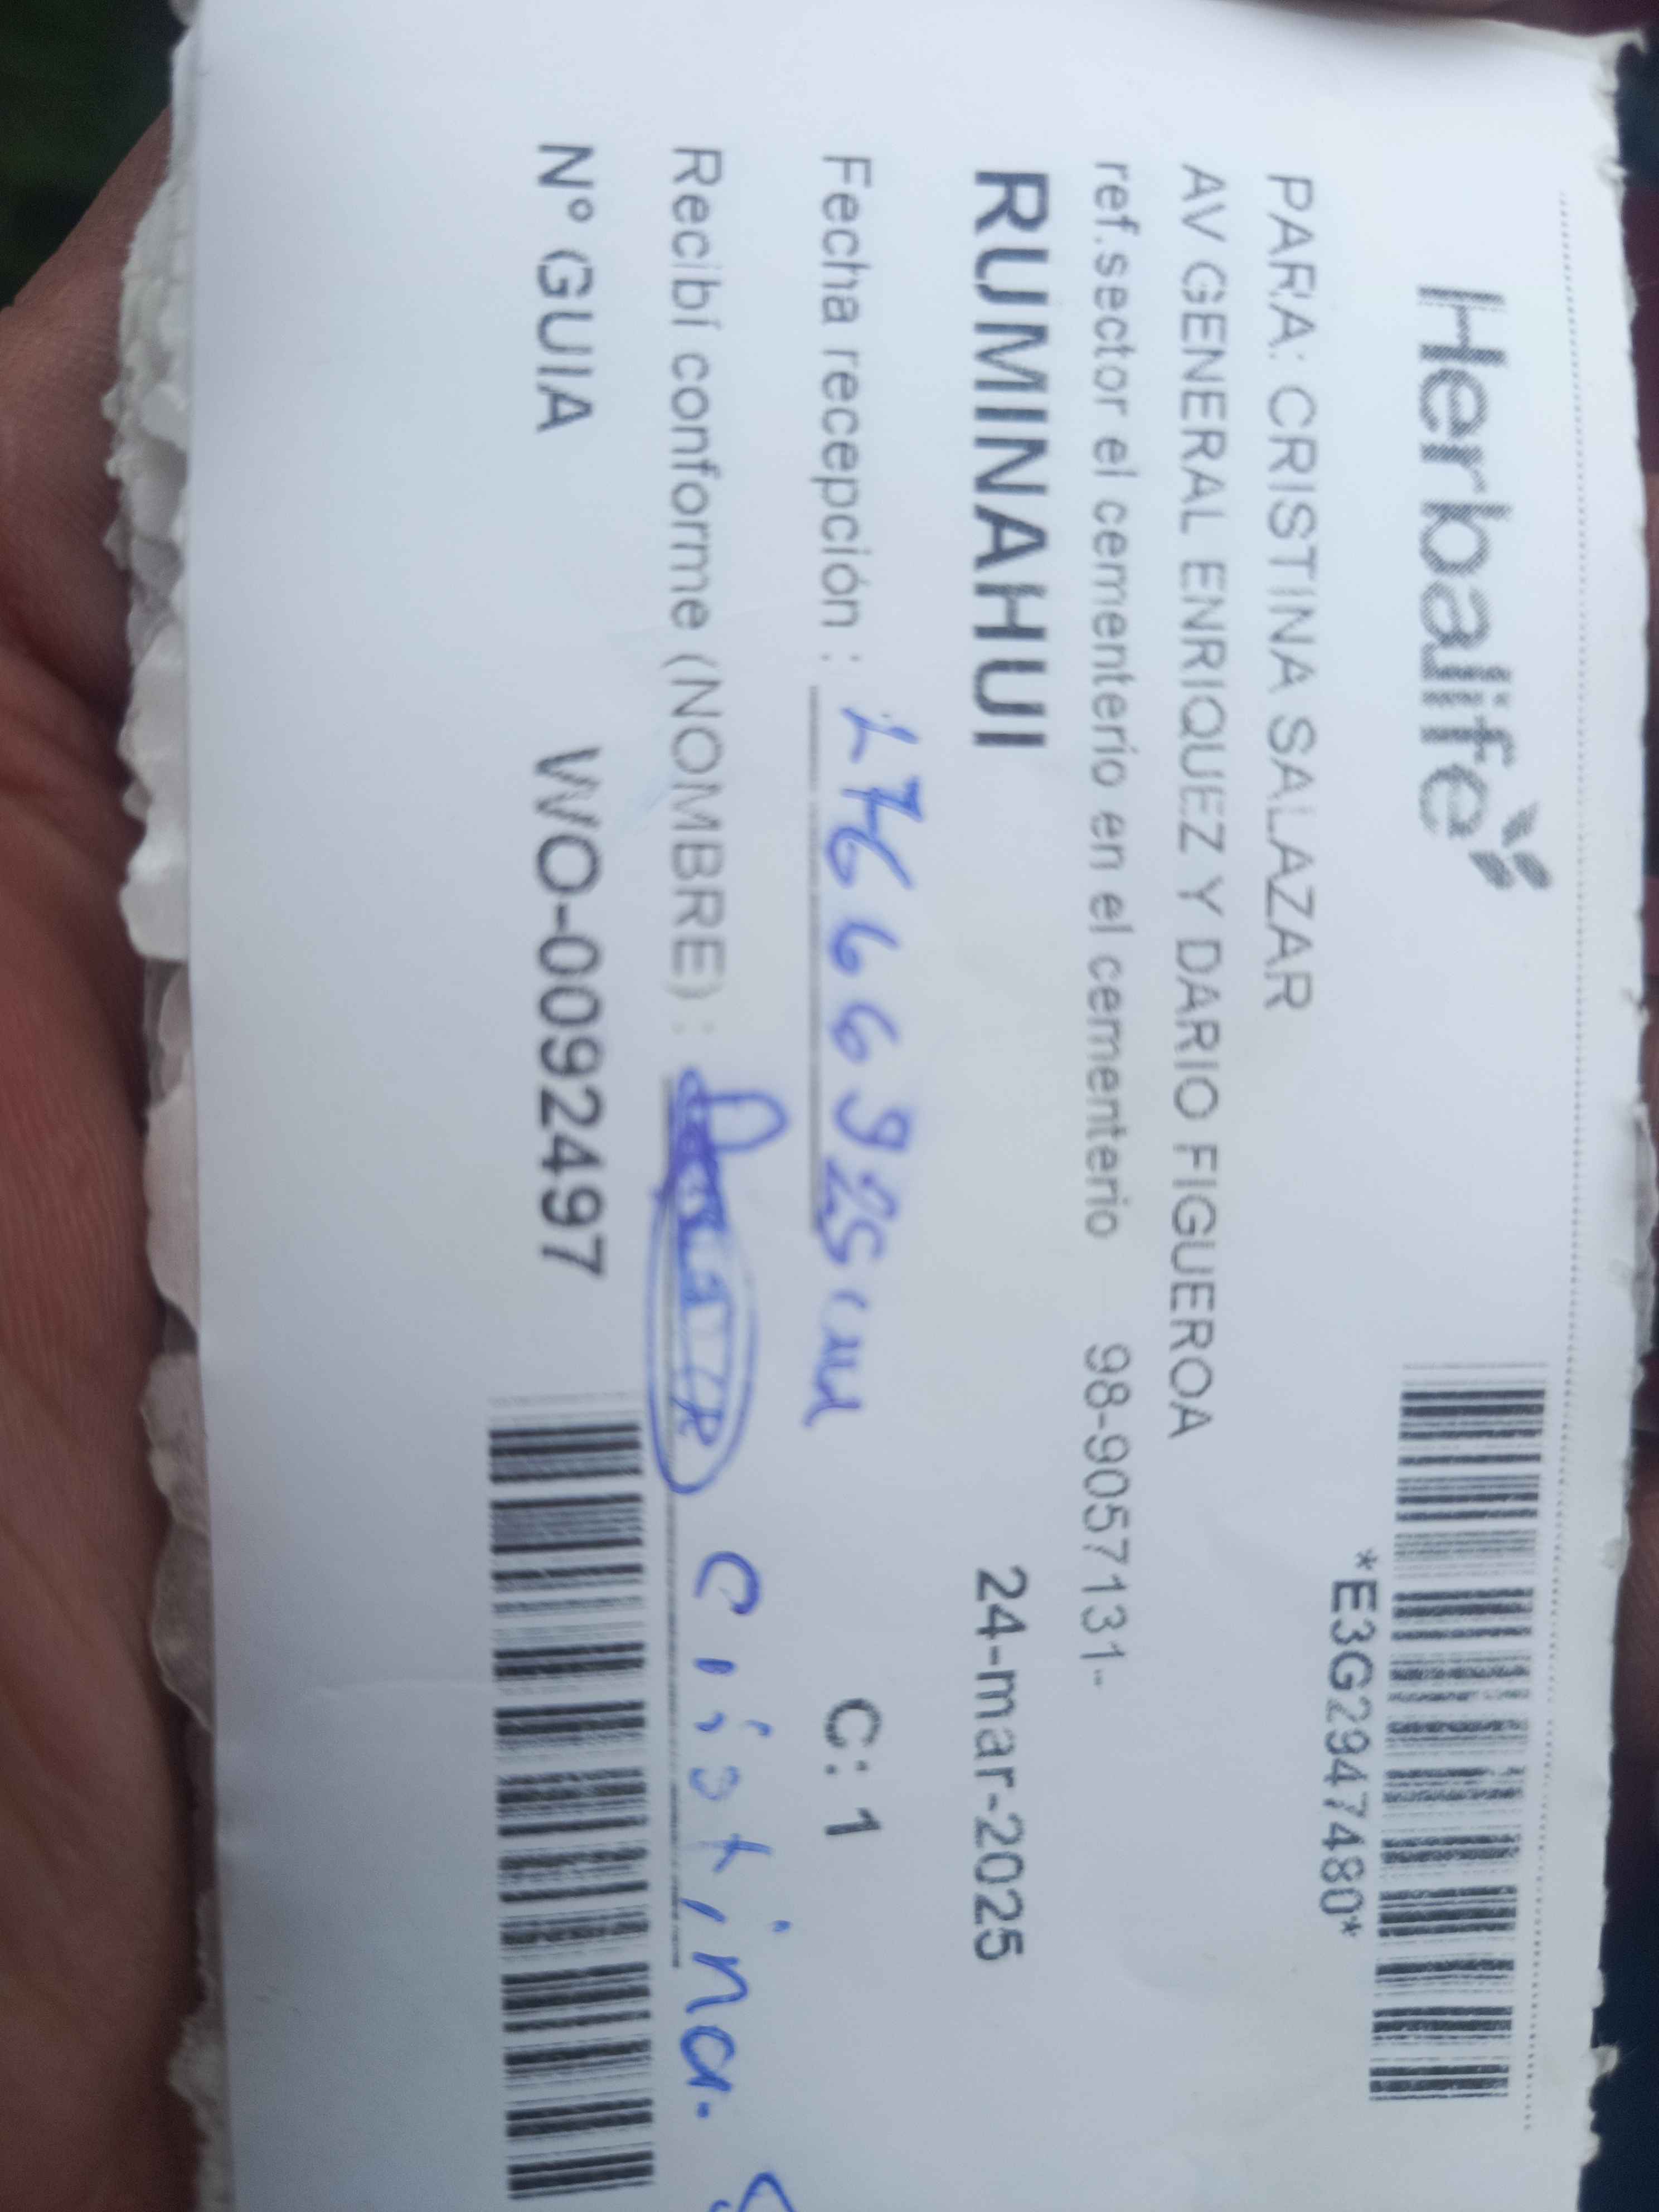 Herbalife
*E3G2947480*
PARA: CRISTINA SALAZAR
AV GENERAL ENRIQUEZ Y DARIO FIGUEROA
ref.sector el cementerio en el cementerio 98-9057131-
RUMINAHUI 24-mar-2025
Fecha recepción : C: 1
Recibí conforme (NOMBRE) : Cristina.
N° GUIA WO-0092497